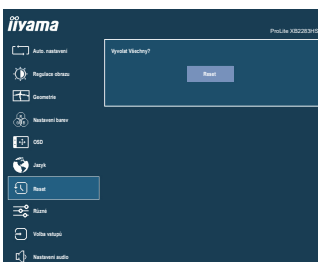 iiyama
ProLite XB2283HS
Auto. nastavení
Vyvolat Všechny?
Regulace obrazu
Reset
Geometrie
Nastavení barev
OSD
Jazyk
Reset
Různé
Volba vstupů
Nastavení audio